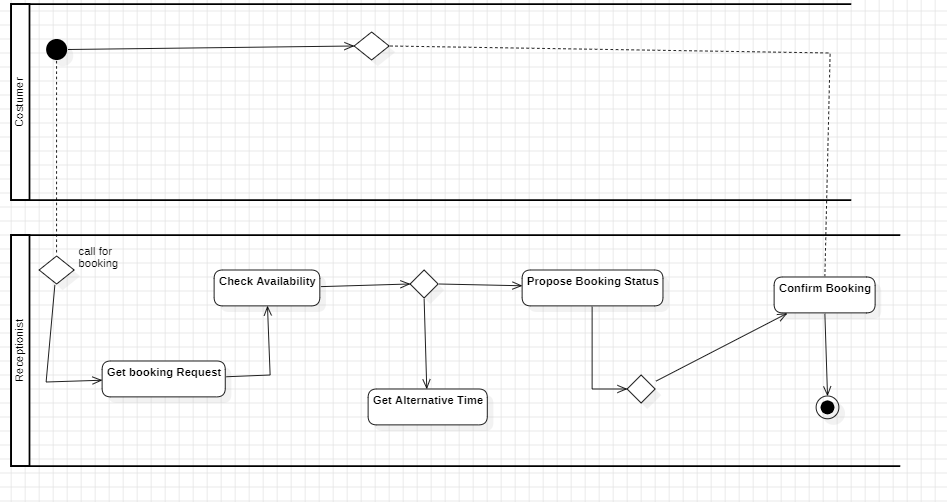 Costumer
call for
booking
Receptionist
Check Availability
Propose Booking Status
Confirm Booking
Get booking Request
Get Alternative Time